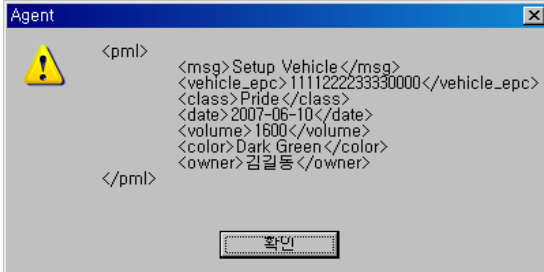 Agent
<pml>
<msg>Setup Vehicle</msg>
<vehicle_epc>1111222233330000</vehicle_epc>
<class>Pride</class>
<date>2007-06-10</date>
<volume>1600</volume>
<color>Dark Green</color>
<owner>김길동</owner>
</pml>
확인